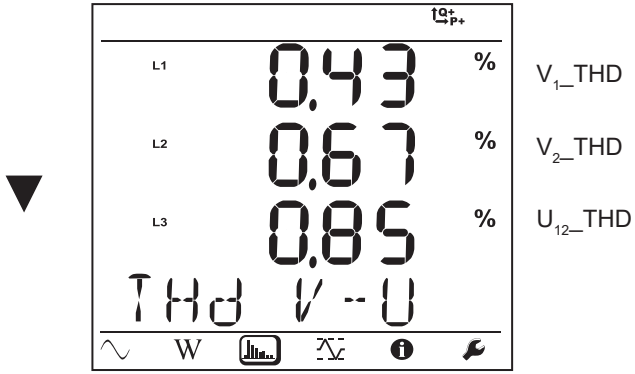 Q+
P+
L1 0.43 % V₁_THD
L2 0.67 % V₂_THD
L3 0.85 % U₁₂_THD
THd V-U
W